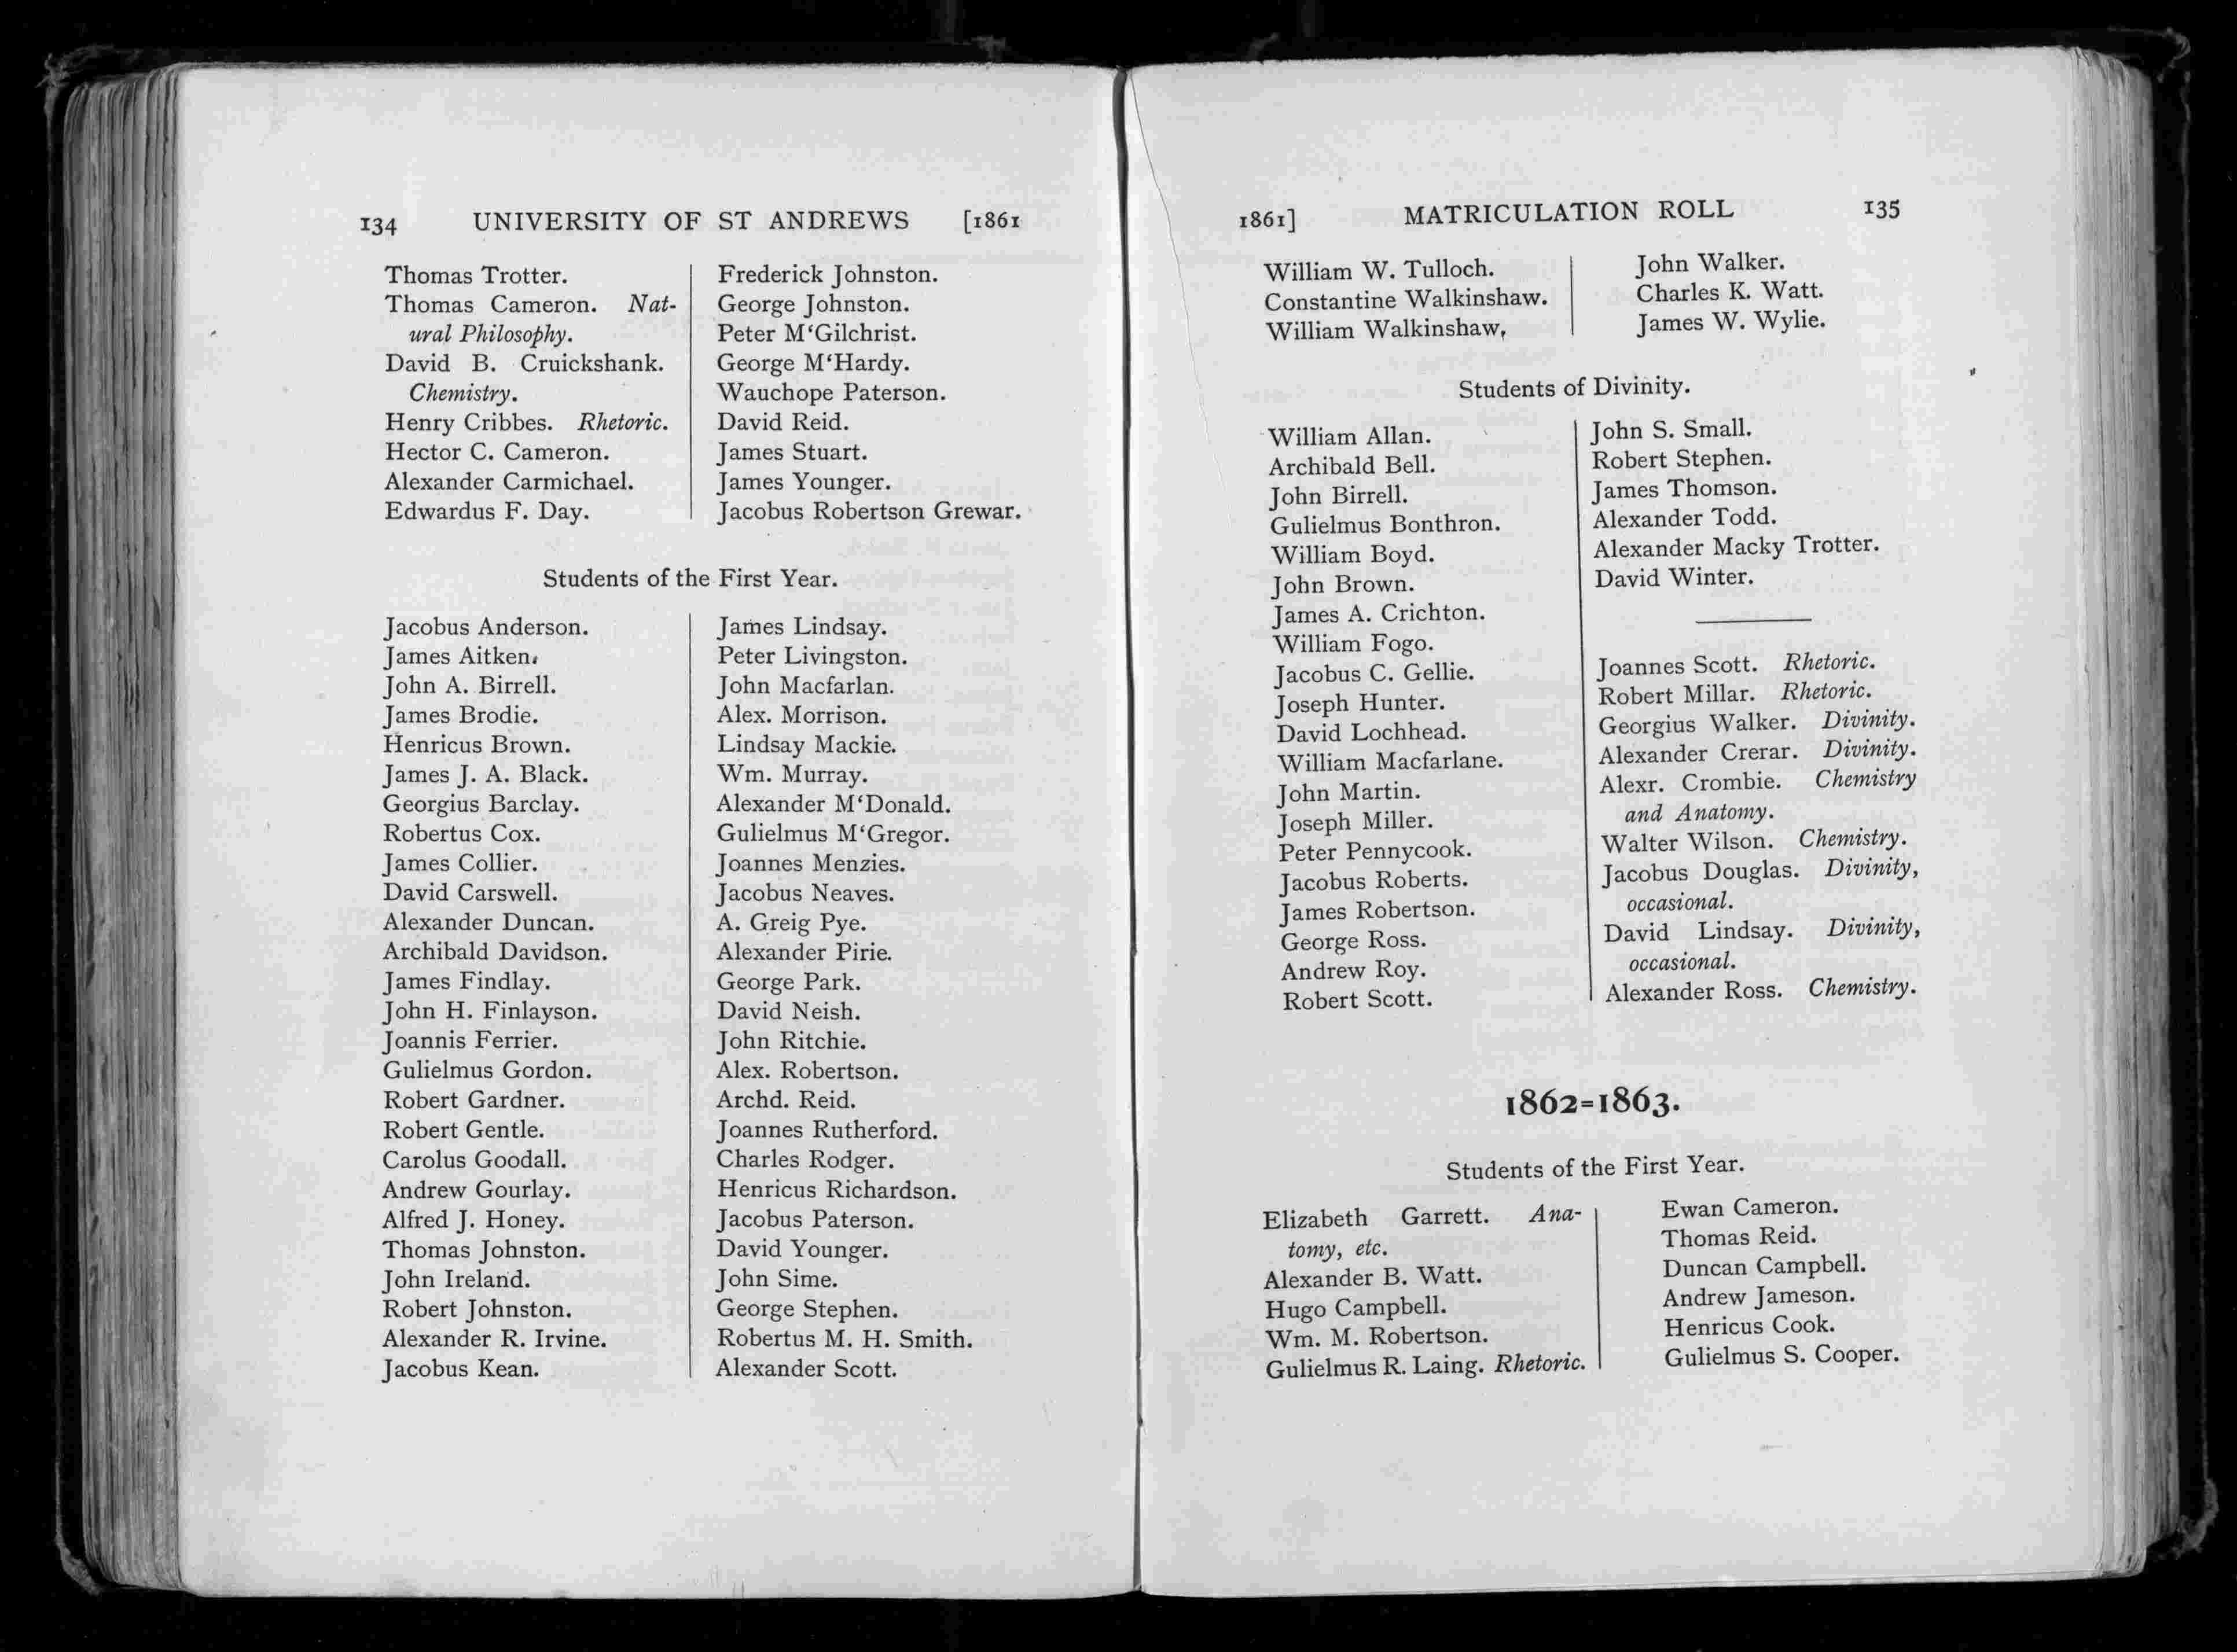 134 UNIVERSITY OF ST ANDREWS [1861
Thomas Trotter.
Thomas Cameron. Nat-
ural Philosophy.
David B. Cruickshank.
Chemistry.
Henry Cribbes. Rhetoric.
Hector C. Cameron.
Alexander Carmichael.
Edwardus F. Day.
Frederick Johnston.
George Johnston.
Peter M‘Gilchrist.
George M‘Hardy.
Wauchope Paterson.
David Reid.
James Stuart.
James Younger.
Jacobus Robertson Grewar.
Students of the First Year.
Jacobus Anderson.
James Aitken.
John A. Birrell.
James Brodie.
Henricus Brown.
James J. A. Black.
Georgius Barclay.
Robertus Cox.
James Collier.
David Carswell.
Alexander Duncan.
Archibald Davidson.
James Findlay.
John H. Finlayson.
Joannis Ferrier.
Gulielmus Gordon.
Robert Gardner.
Robert Gentle.
Carolus Goodall.
Andrew Gourlay.
Alfred J. Honey.
Thomas Johnston.
John Ireland.
Robert Johnston.
Alexander R. Irvine.
Jacobus Kean.
James Lindsay.
Peter Livingston.
John Macfarlan.
Alex. Morrison.
Lindsay Mackie.
Wm. Murray.
Alexander M‘Donald.
Gulielmus M‘Gregor.
Joannes Menzies.
Jacobus Neaves.
A. Greig Pye.
Alexander Pirie.
George Park.
David Neish.
John Ritchie.
Alex. Robertson.
Archd. Reid.
Joannes Rutherford.
Charles Rodger.
Henricus Richardson.
Jacobus Paterson.
David Younger.
John Sime.
George Stephen.
Robertus M. H. Smith.
Alexander Scott.
1861] MATRICULATION ROLL 135
William W. Tulloch.
Constantine Walkinshaw.
William Walkinshaw,
John Walker.
Charles K. Watt.
James W. Wylie.
Students of Divinity.
William Allan.
Archibald Bell.
John Birrell.
Gulielmus Bonthron.
William Boyd.
John Brown.
James A. Crichton.
William Fogo.
Jacobus C. Gellie.
Joseph Hunter.
David Lochhead.
William Macfarlane.
John Martin.
Joseph Miller.
Peter Pennycook.
Jacobus Roberts.
James Robertson.
George Ross.
Andrew Roy.
Robert Scott.
John S. Small.
Robert Stephen.
James Thomson.
Alexander Todd.
Alexander Macky Trotter.
David Winter.
Joannes Scott. Rhetoric.
Robert Millar. Rhetoric.
Georgius Walker. Divinity.
Alexander Crerar. Divinity.
Alexr. Crombie. Chemistry
and Anatomy.
Walter Wilson. Chemistry.
Jacobus Douglas. Divinity,
occasional.
David Lindsay. Divinity,
occasional.
Alexander Ross. Chemistry.
1862=1863.
Students of the First Year.
Elizabeth Garrett. Ana-
tomy, etc.
Alexander B. Watt.
Hugo Campbell.
Wm. M. Robertson.
Gulielmus R. Laing. Rhetoric.
Ewan Cameron.
Thomas Reid.
Duncan Campbell.
Andrew Jameson.
Henricus Cook.
Gulielmus S. Cooper.